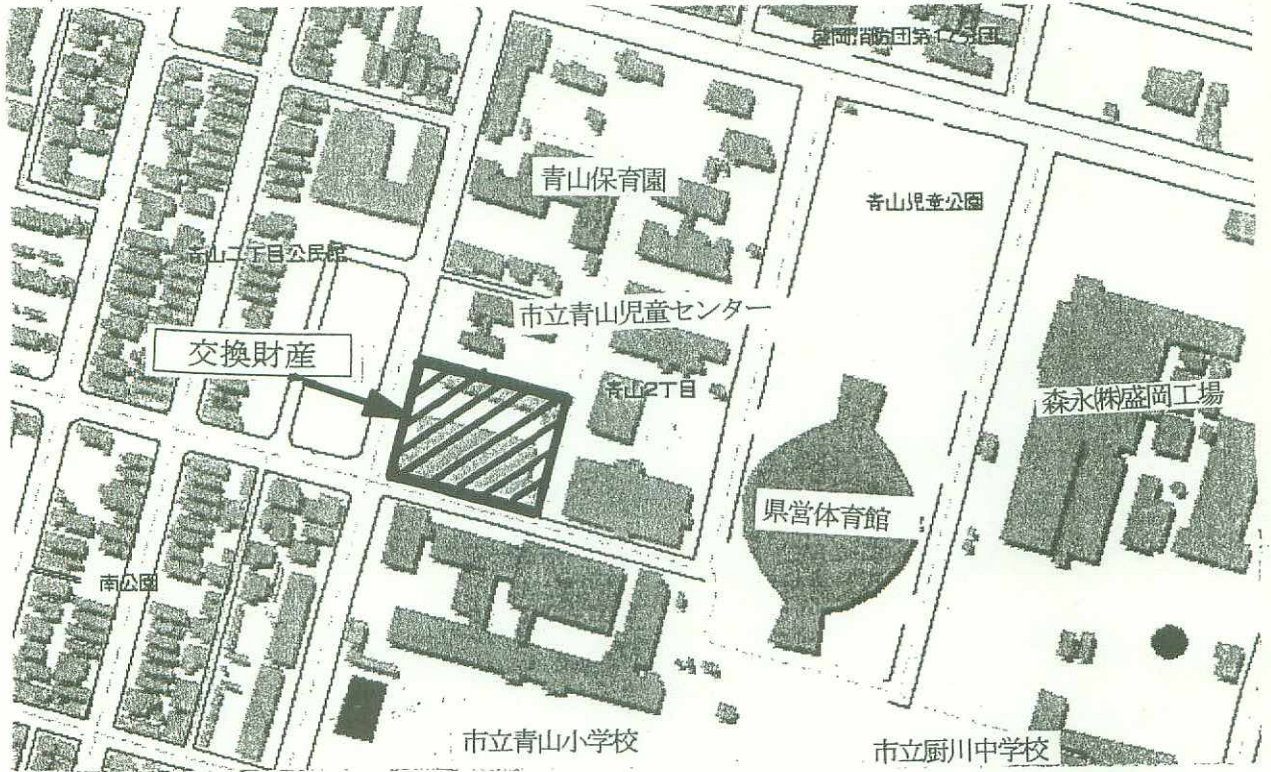 盛岡消防団第17分団
青山保育園
青山児童公園
青山二丁目公民館
市立青山児童センター
交換財産
青山2丁目
森永㈱盛岡工場
県営体育館
南公園
市立青山小学校
市立厨川中学校